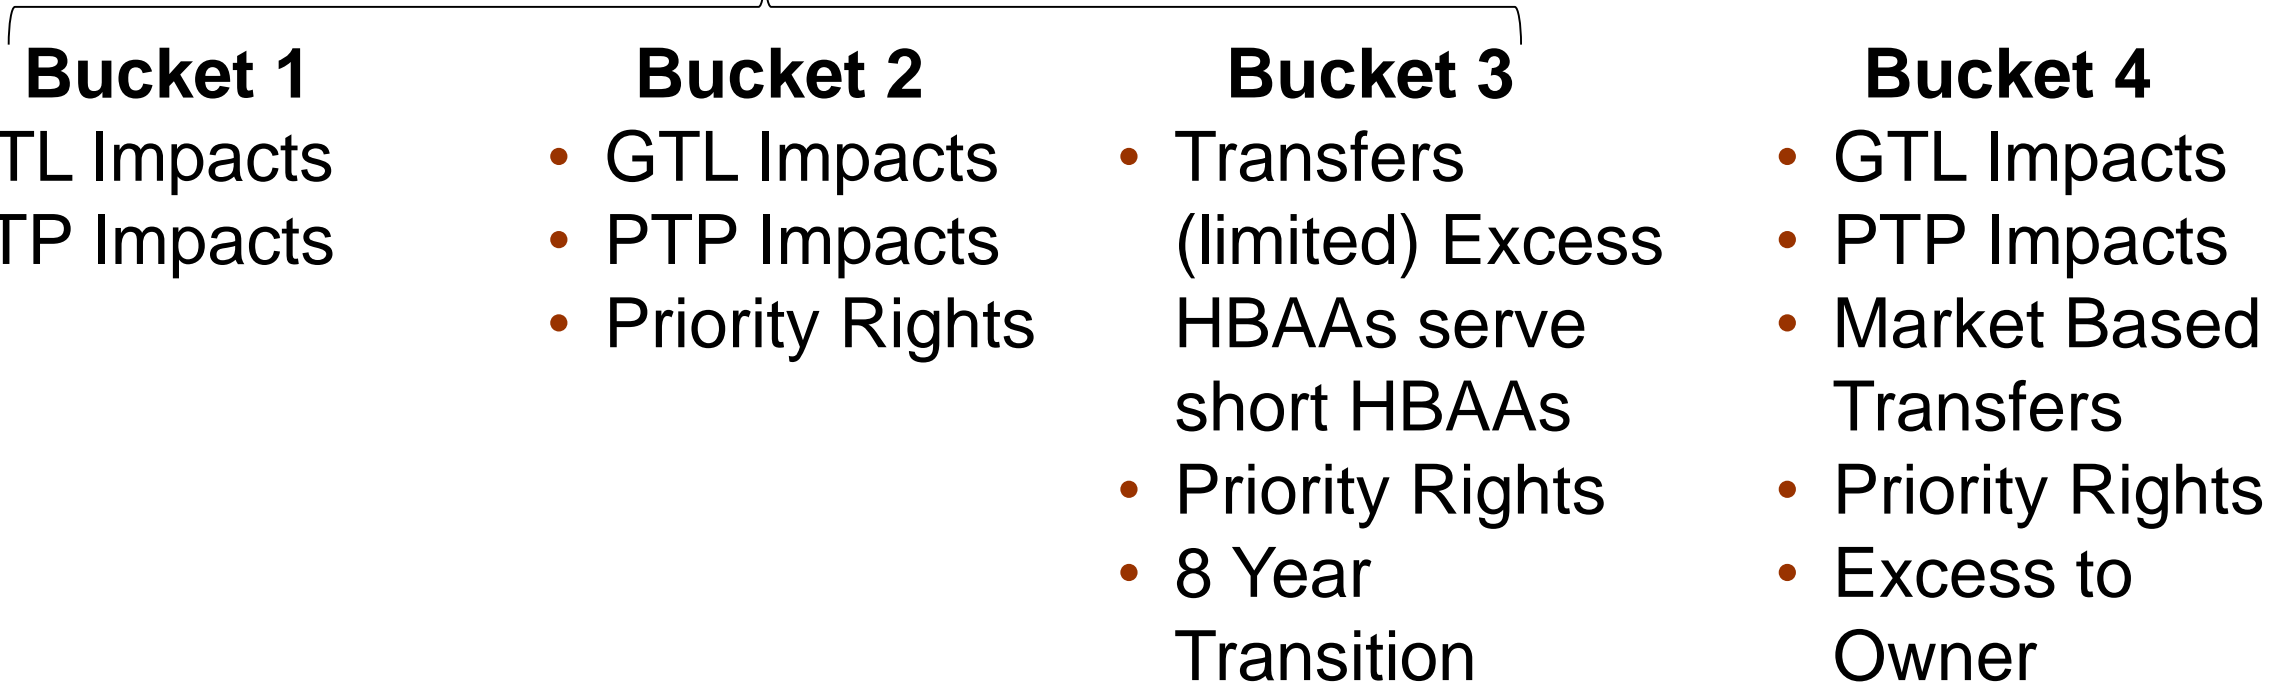 Bucket 1
TL Impacts
TP Impacts
Bucket 2
• GTL Impacts
• PTP Impacts
• Priority Rights
Bucket 3
• Transfers
(limited) Excess
HBAAs serve
short HBAAs
• Priority Rights
• 8 Year
Transition
Bucket 4
• GTL Impacts
• PTP Impacts
• Market Based
Transfers
• Priority Rights
• Excess to
Owner